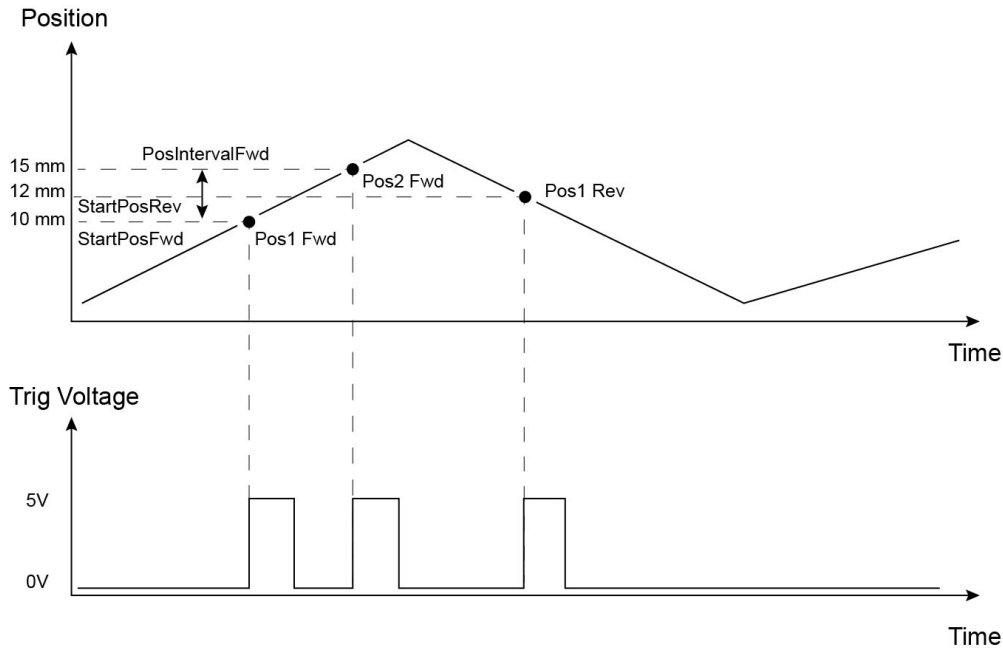 Position
PosIntervalFwd
15 mm
Pos2 Fwd
12 mm
Pos1 Rev
StartPosRev
10 mm
StartPosFwd
Pos1 Fwd
Time
Trig Voltage
5V
0V
Time